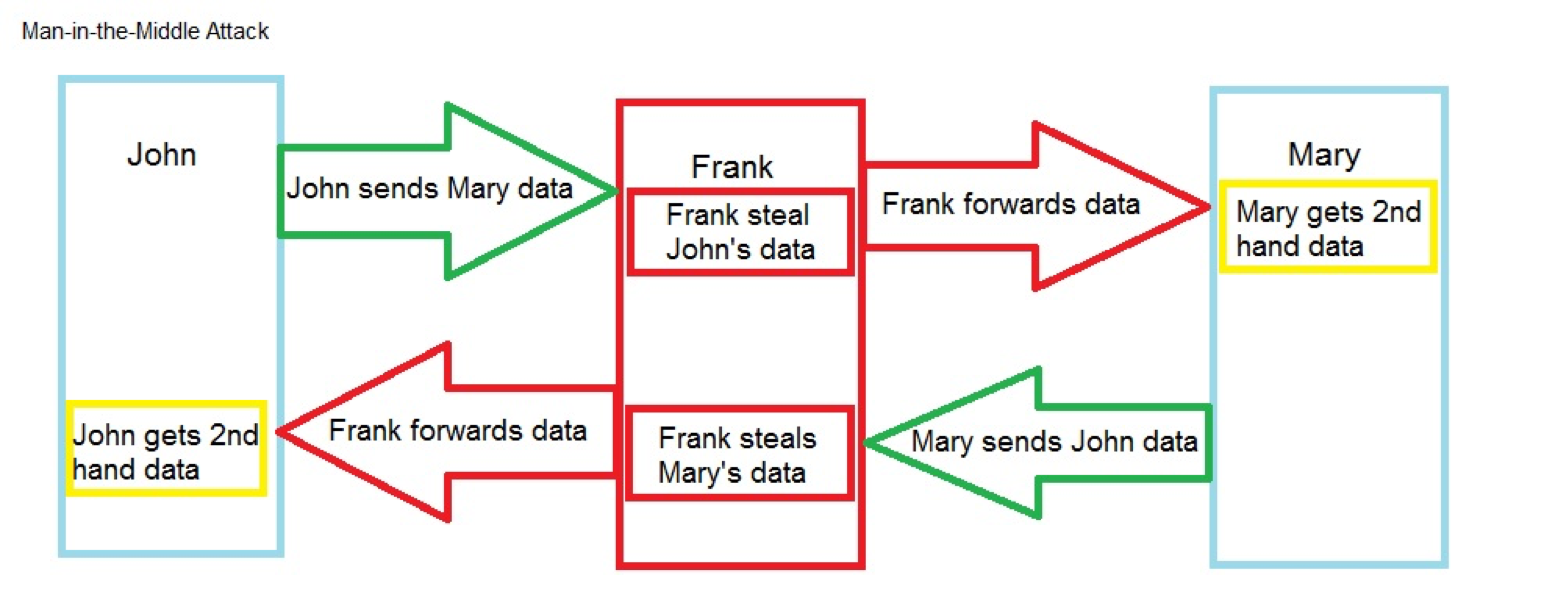 Man-in-the-Middle Attack
John
John sends Mary data
Frank
Frank steal
John's data
Frank forwards data
Mary
Mary gets 2nd
hand data
John gets 2nd
hand data
Frank forwards data
Frank steals
Mary's data
Mary sends John data